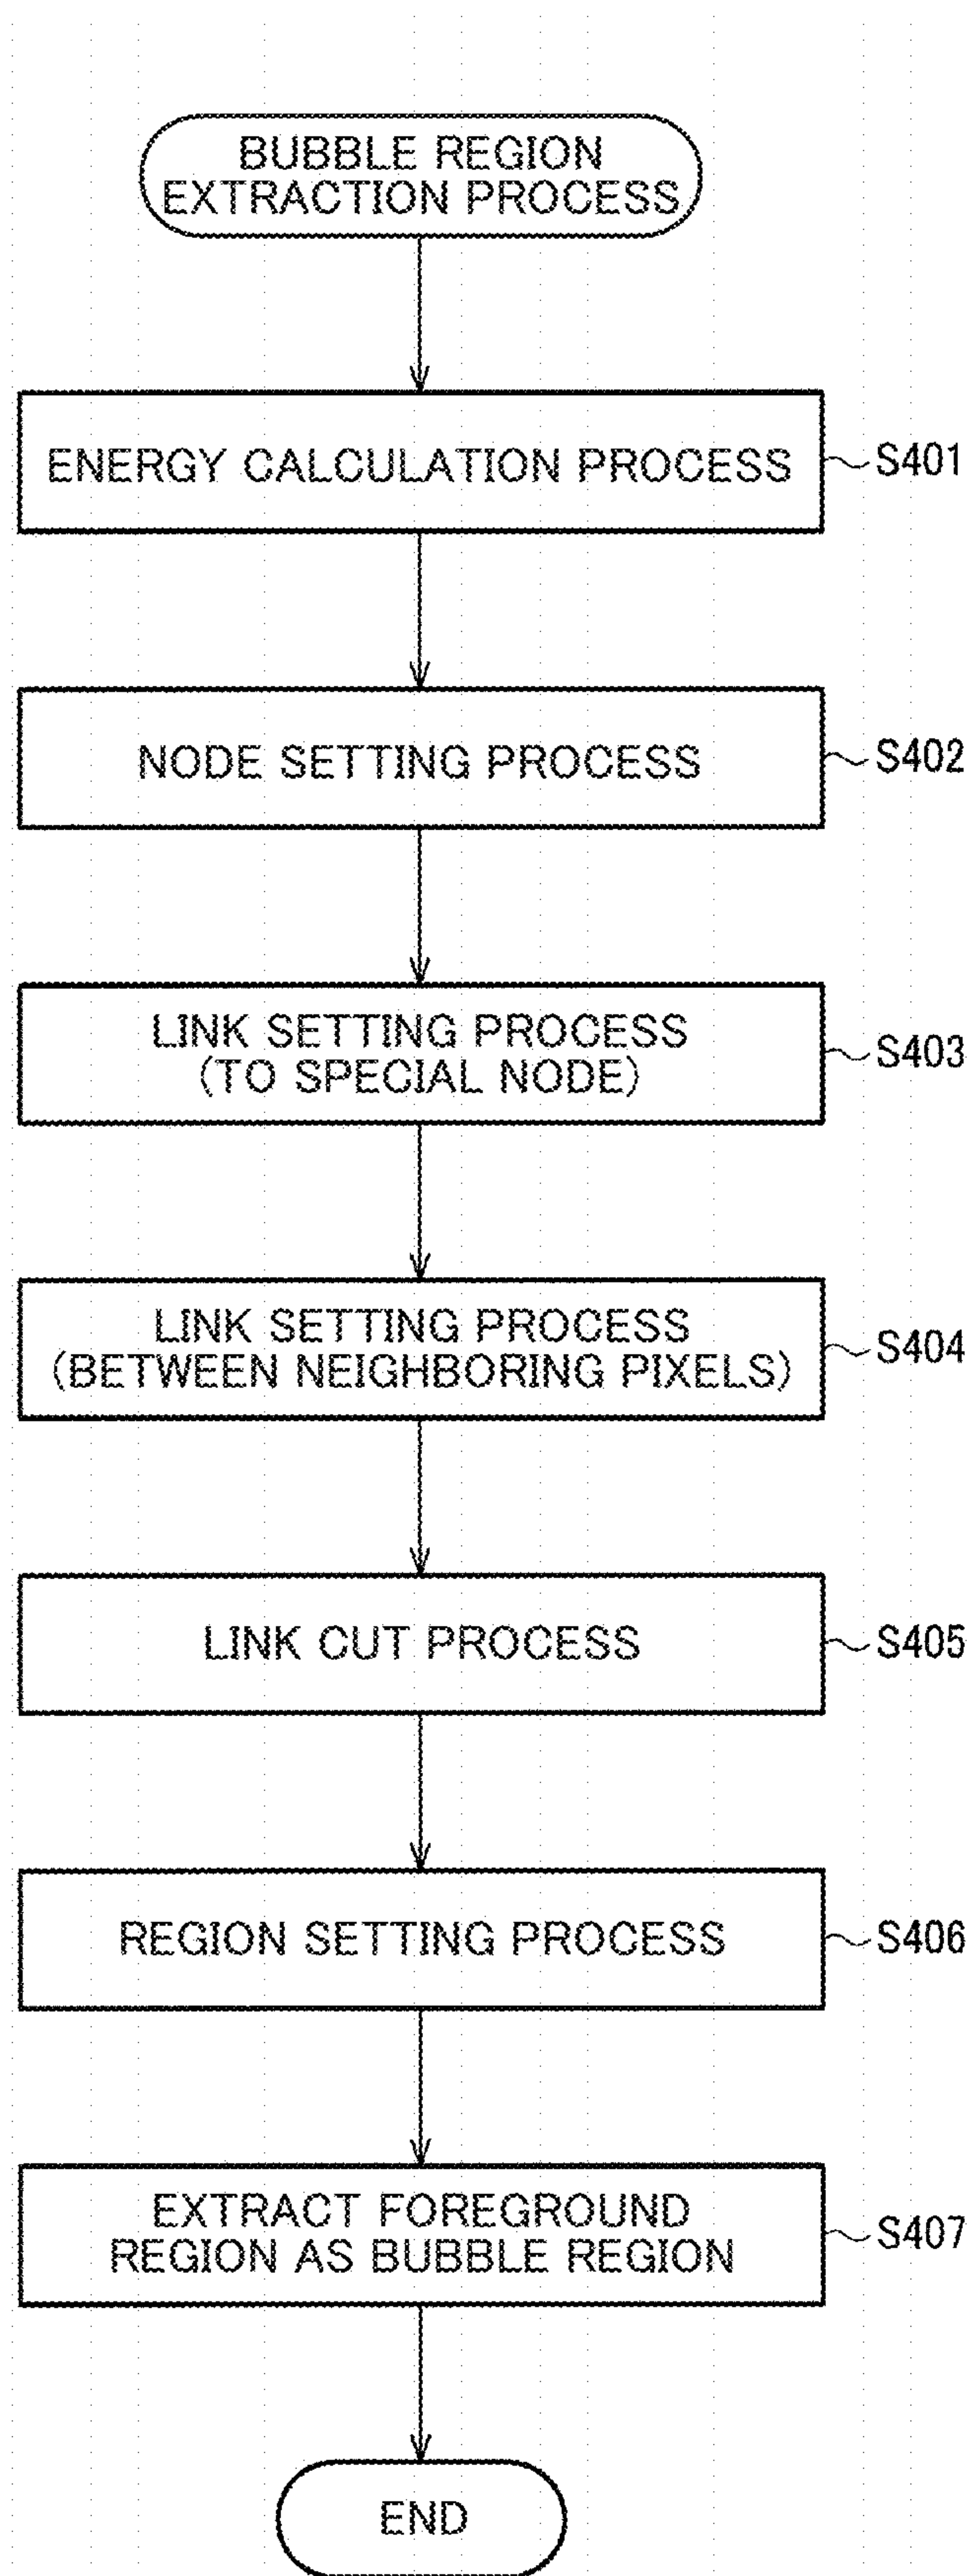 BUBBLE REGION
EXTRACTION PROCESS
ENERGY CALCULATION PROCESS
S401
NODE SETTING PROCESS
S402
LINK SETTING PROCESS
(TO SPECIAL NODE)
S403
LINK SETTING PROCESS
(BETWEEN NEIGHBORING PIXELS)
S404
LINK CUT PROCESS
S405
REGION SETTING PROCESS
S406
EXTRACT FOREGROUND
REGION AS BUBBLE REGION
S407
END